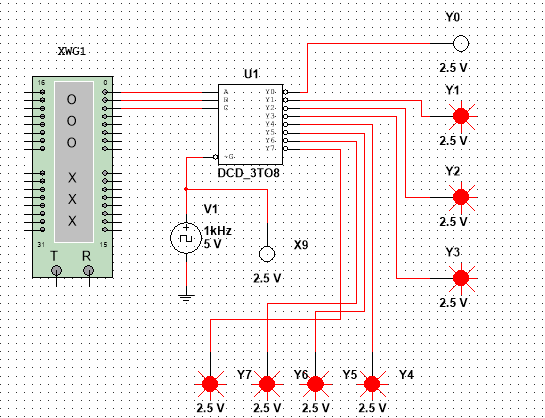 XWG1
16 0
O
O
O
X
X
X
31 15
T R
U1
A
B
C
~G
Y0
Y1
Y2
Y3
Y4
Y5
Y6
Y7
DCD_3TO8
V1
1kHz
5 V
X9
2.5 V
Y0
2.5 V
Y1
2.5 V
Y2
2.5 V
Y3
2.5 V
Y7 Y6 Y5 Y4
2.5 V 2.5 V 2.5 V 2.5 V